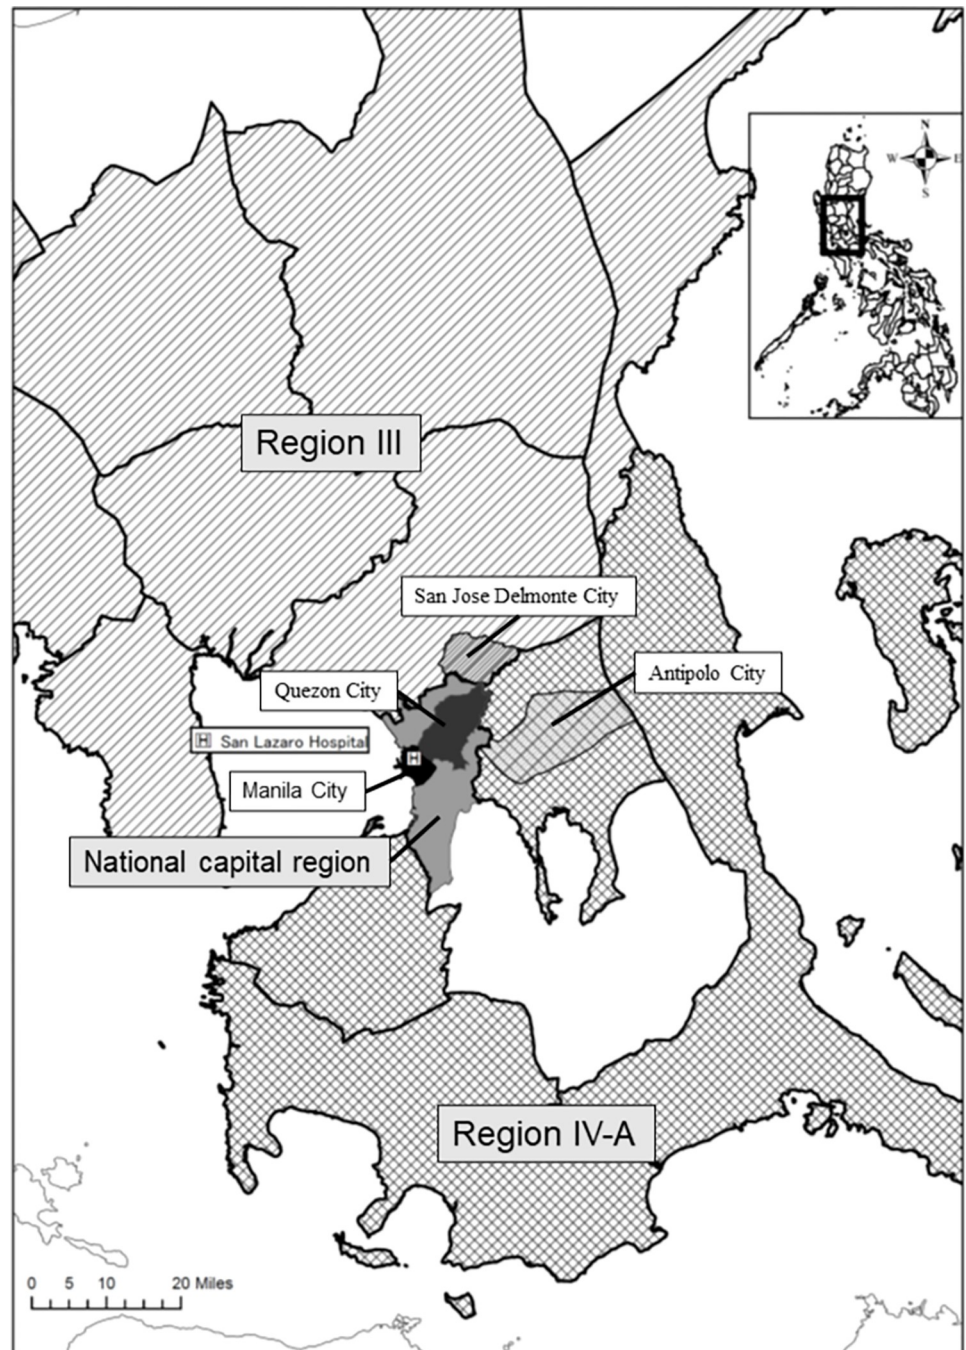 N
W E
S
Region III
San Jose Delmonte City
Antipolo City
Quezon City
H San Lazaro Hospital
H
Manila City
National capital region
Region IV-A
0 5 10 20 Miles